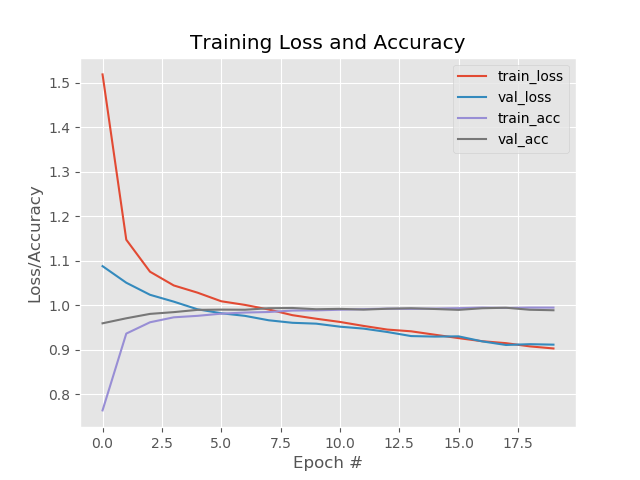 Training Loss and Accuracy
train_loss
val_loss
train_acc
val_acc
1.5
1.4
1.3
1.2
1.1
1.0
0.9
0.8
Loss/Accuracy
0.0 2.5 5.0 7.5 10.0 12.5 15.0 17.5
Epoch #